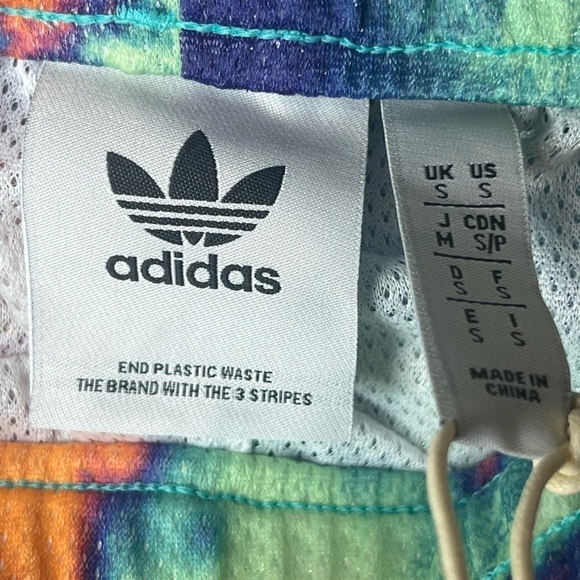 adidas
END PLASTIC WASTE
THE BRAND WITH THE 3 STRIPES
UK US
S S
J CDN
M S/P
D F
S S
E I
S S
MADE IN
CHINA